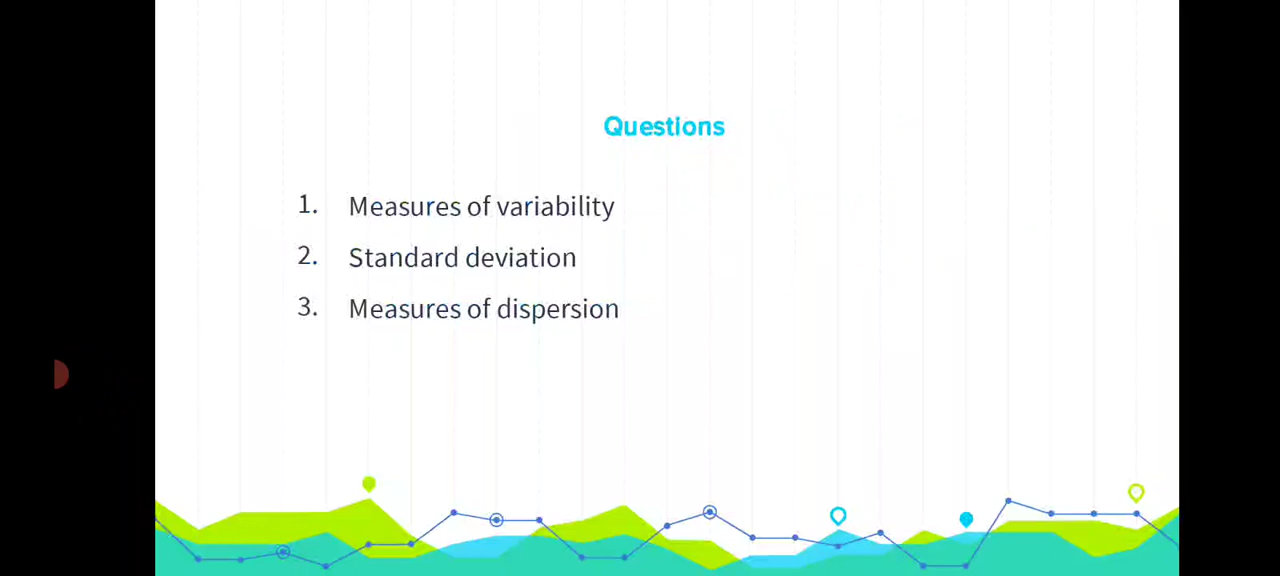 Questions
1. Measures of variability
2. Standard deviation
3. Measures of dispersion